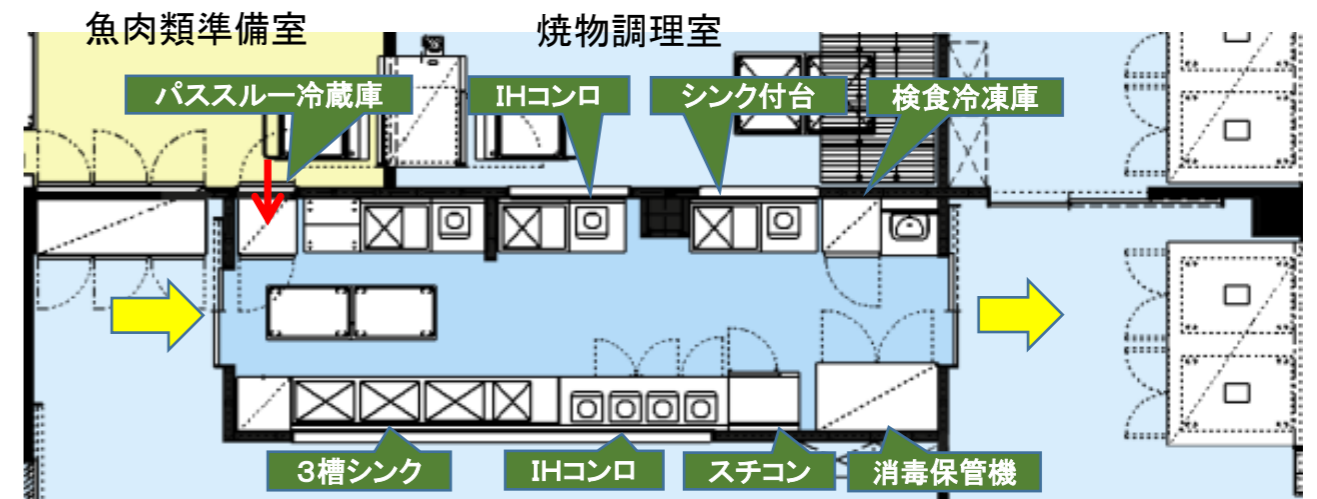 魚肉類準備室
焼物調理室
パススルー冷蔵庫
IHコンロ
シンク付台
検食冷凍庫
3槽シンク
IHコンロ
スチコン
消毒保管機